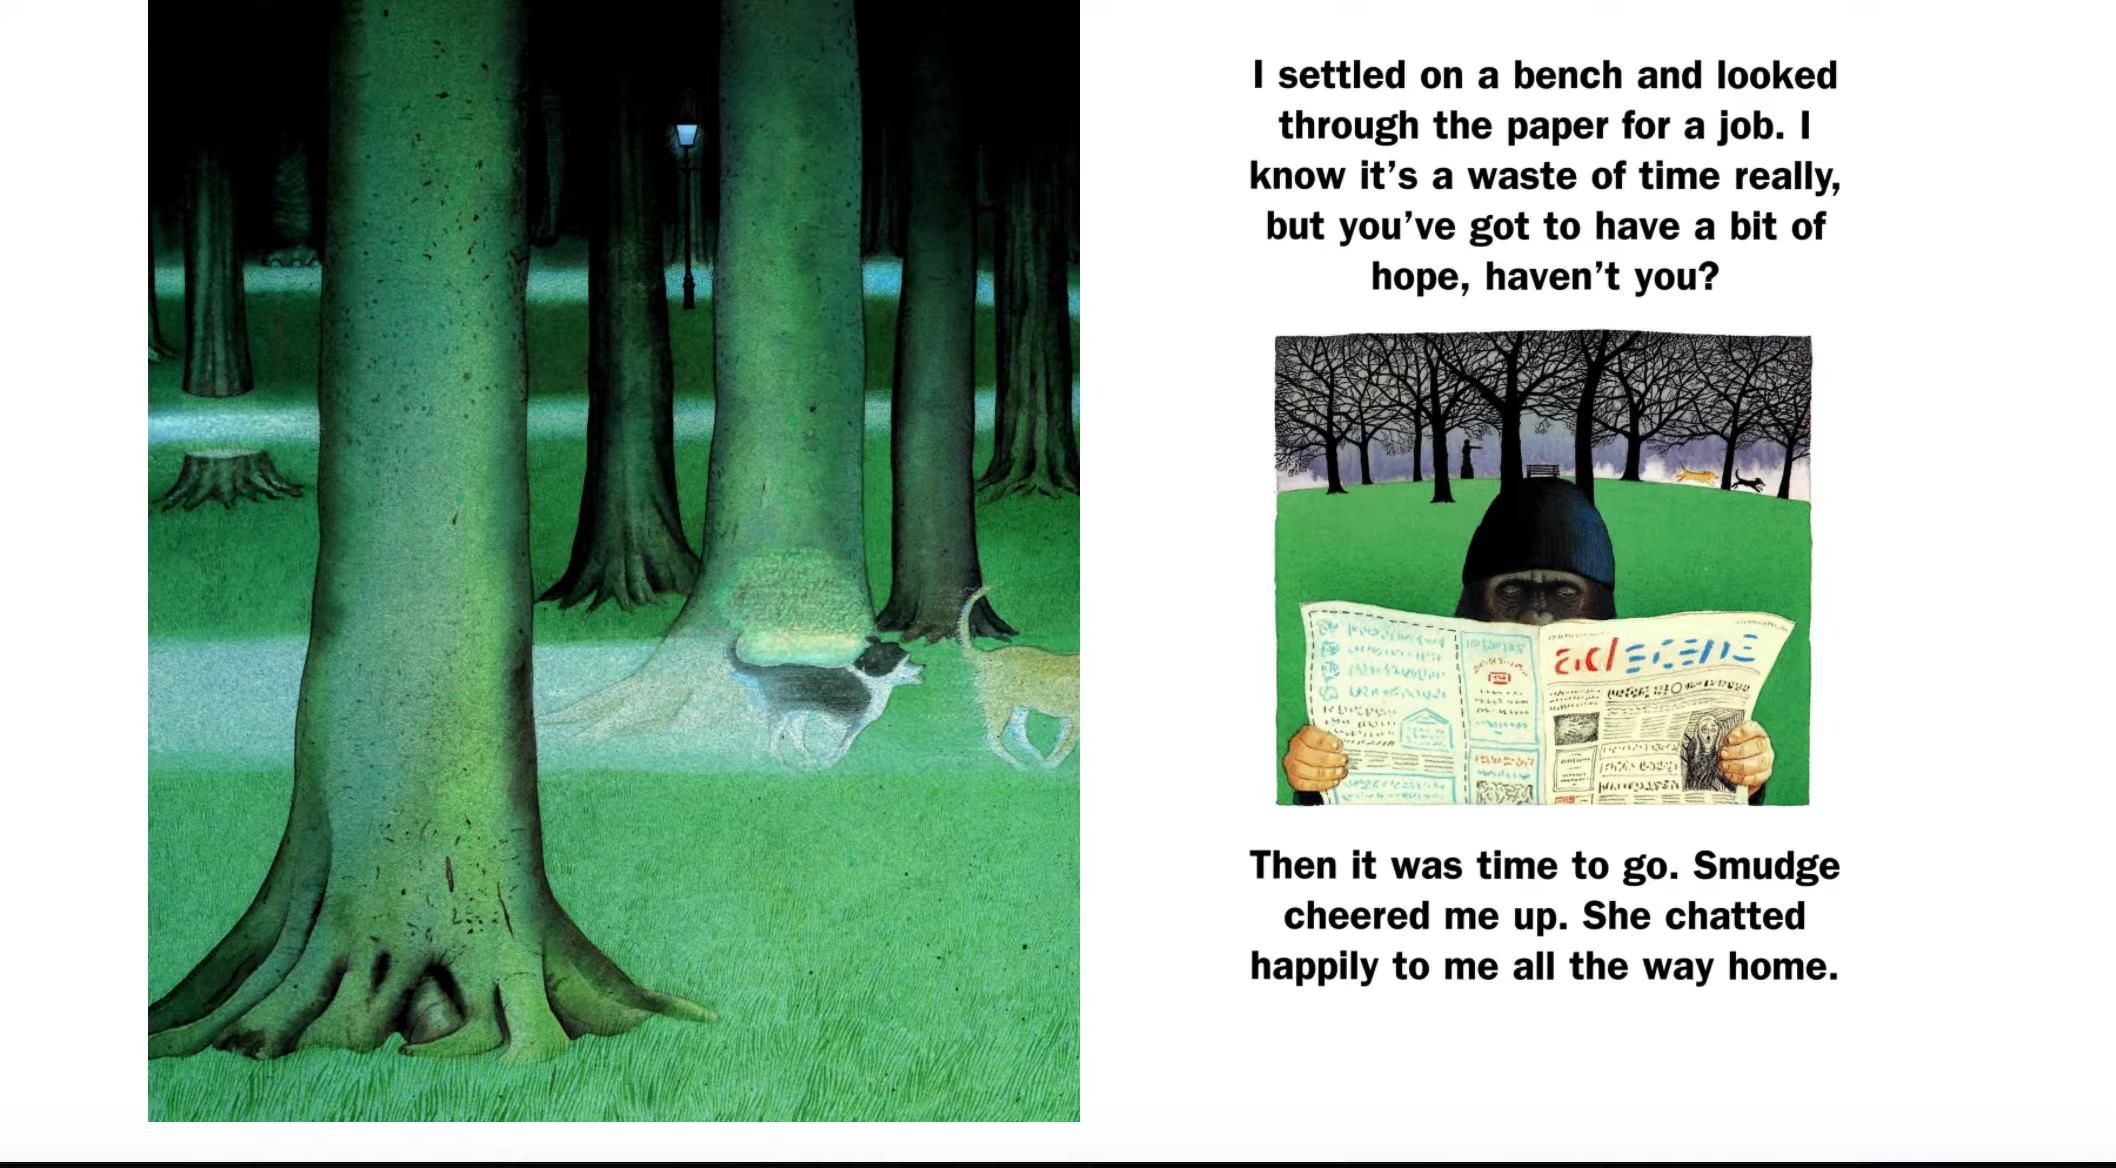 I settled on a bench and looked
through the paper for a job. I
know it’s a waste of time really,
but you’ve got to have a bit of
hope, haven’t you?
Then it was time to go. Smudge
cheered me up. She chatted
happily to me all the way home.